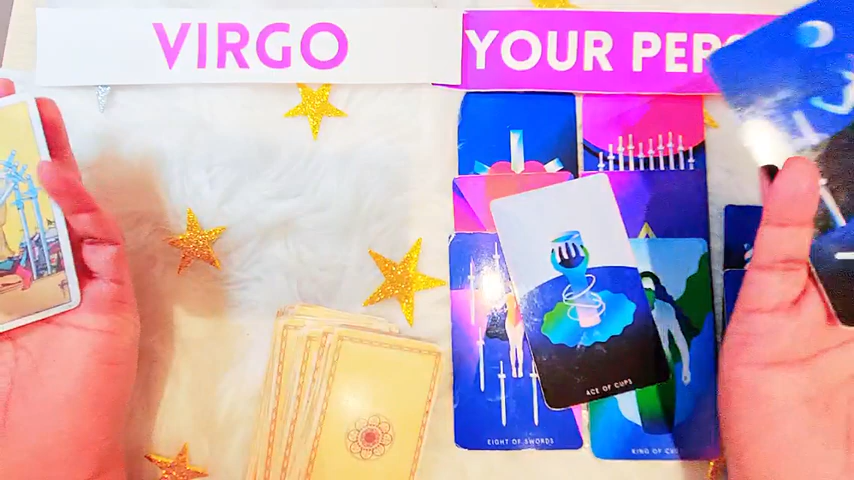 VIRGO
YOUR PER
ACE OF CUPS
EIGHT OF SWORDS
KING OF CU